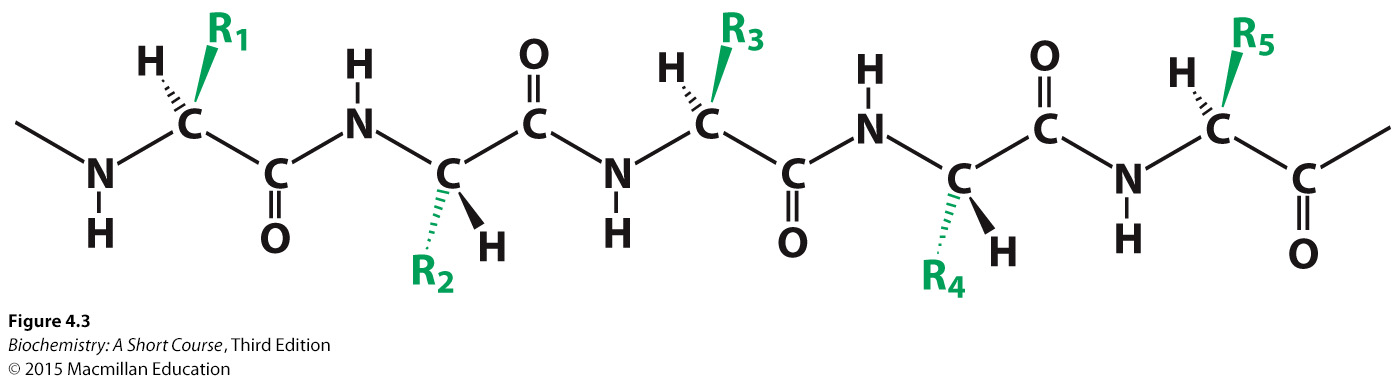 R1 R3 R5
H H O H H O H
C N C C N C C
N C C N C C N C
H O H H O H H O
R2 R4
Figure 4.3
Biochemistry: A Short Course, Third Edition
© 2015 Macmillan Education